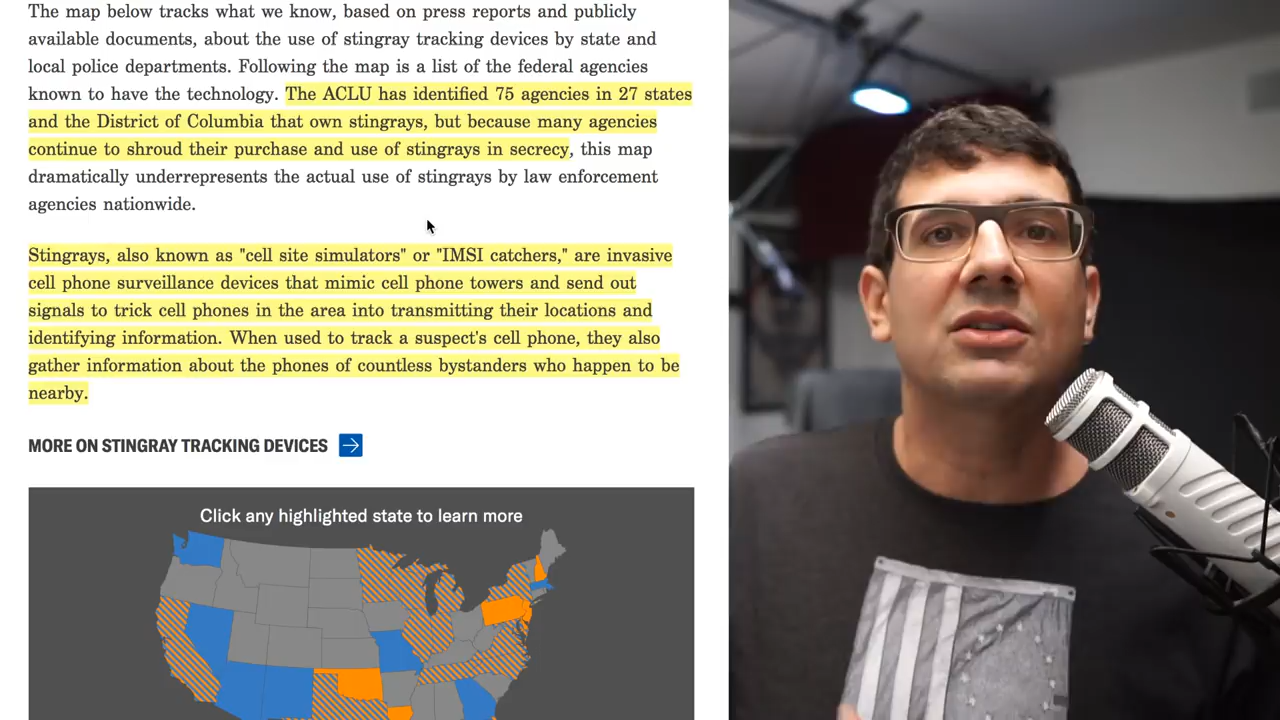 The map below tracks what we know, based on press reports and publicly
available documents, about the use of stingray tracking devices by state and
local police departments. Following the map is a list of the federal agencies
known to have the technology. The ACLU has identified 75 agencies in 27 states
and the District of Columbia that own stingrays, but because many agencies
continue to shroud their purchase and use of stingrays in secrecy, this map
dramatically underrepresents the actual use of stingrays by law enforcement
agencies nationwide.
Stingrays, also known as "cell site simulators" or "IMSI catchers," are invasive
cell phone surveillance devices that mimic cell phone towers and send out
signals to trick cell phones in the area into transmitting their locations and
identifying information. When used to track a suspect's cell phone, they also
gather information about the phones of countless bystanders who happen to be
nearby.
MORE ON STINGRAY TRACKING DEVICES
Click any highlighted state to learn more